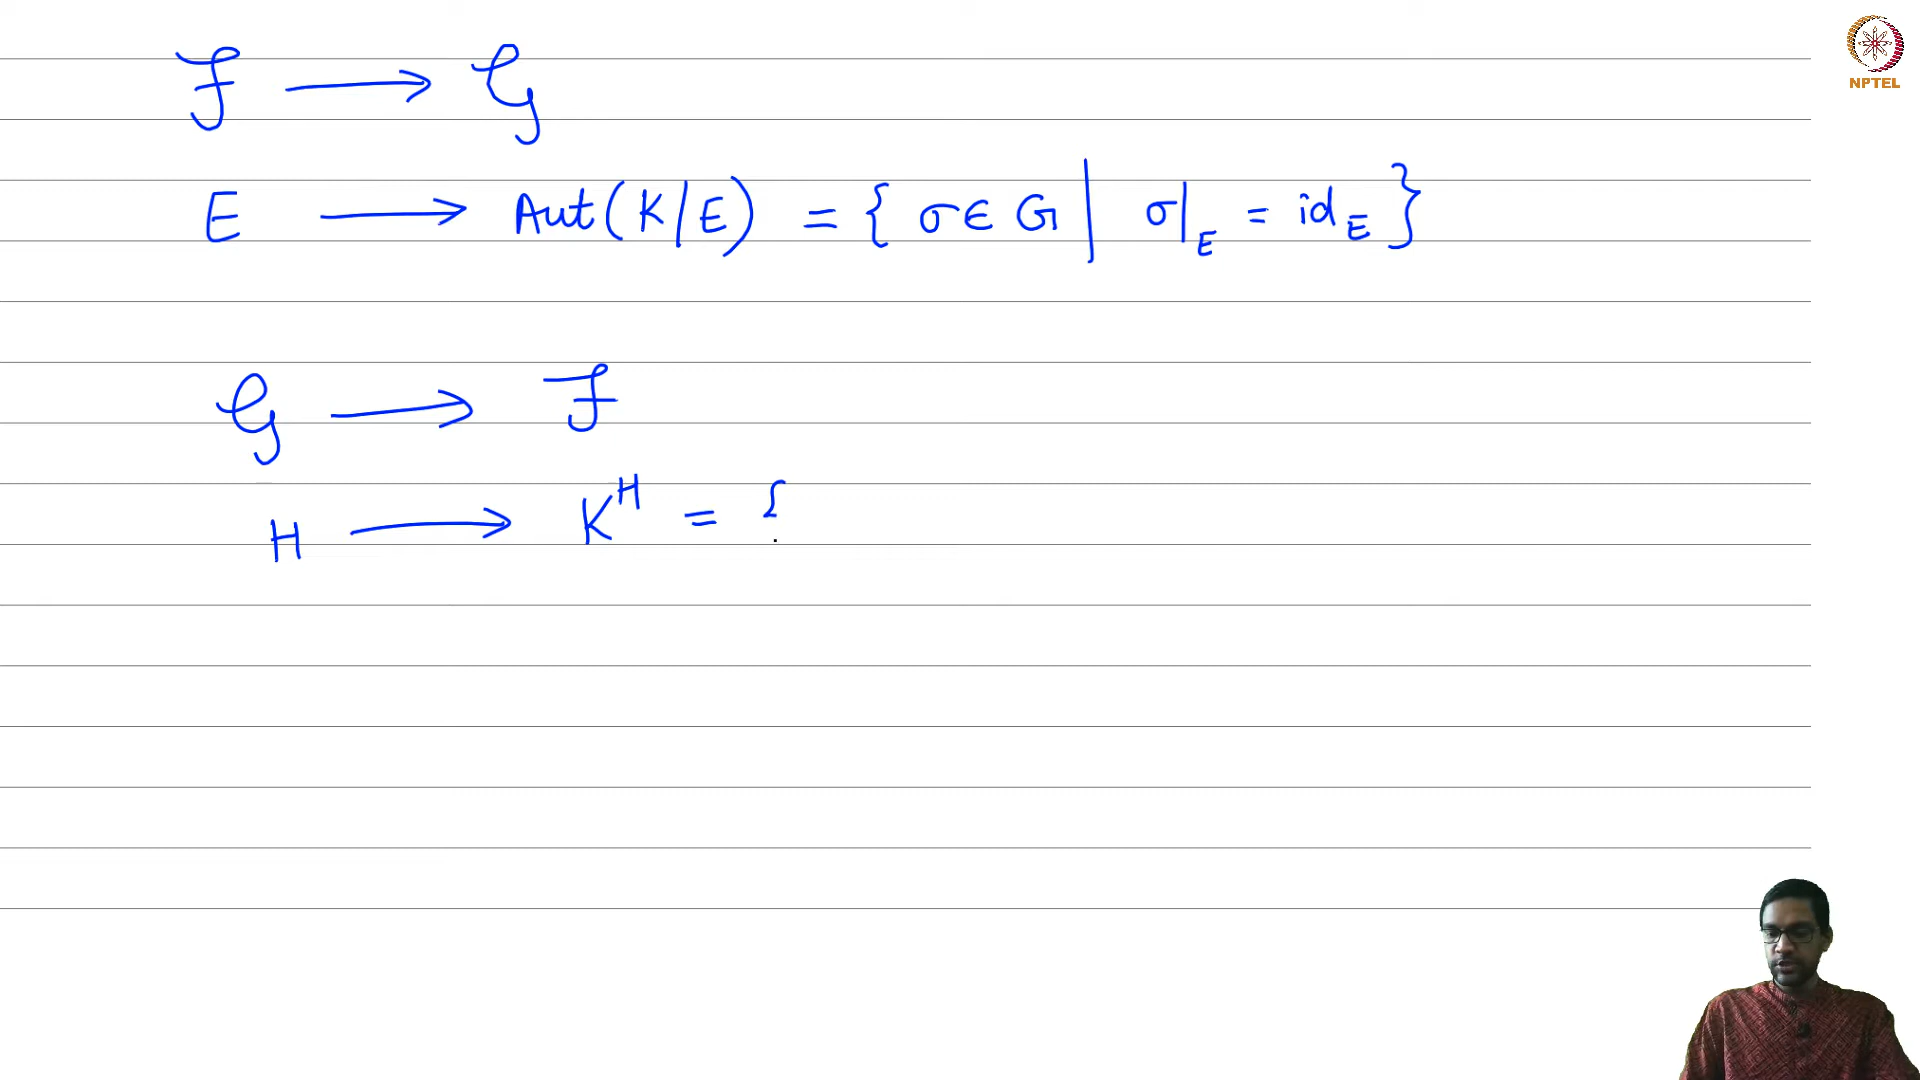 NPTEL
ℱ ⟶ 𝒢
E ⟶ Aut(K/E) = { σ ∈ G | σ|_E = id_E }
𝒢 ⟶ ℱ
H ⟶ K^H = {